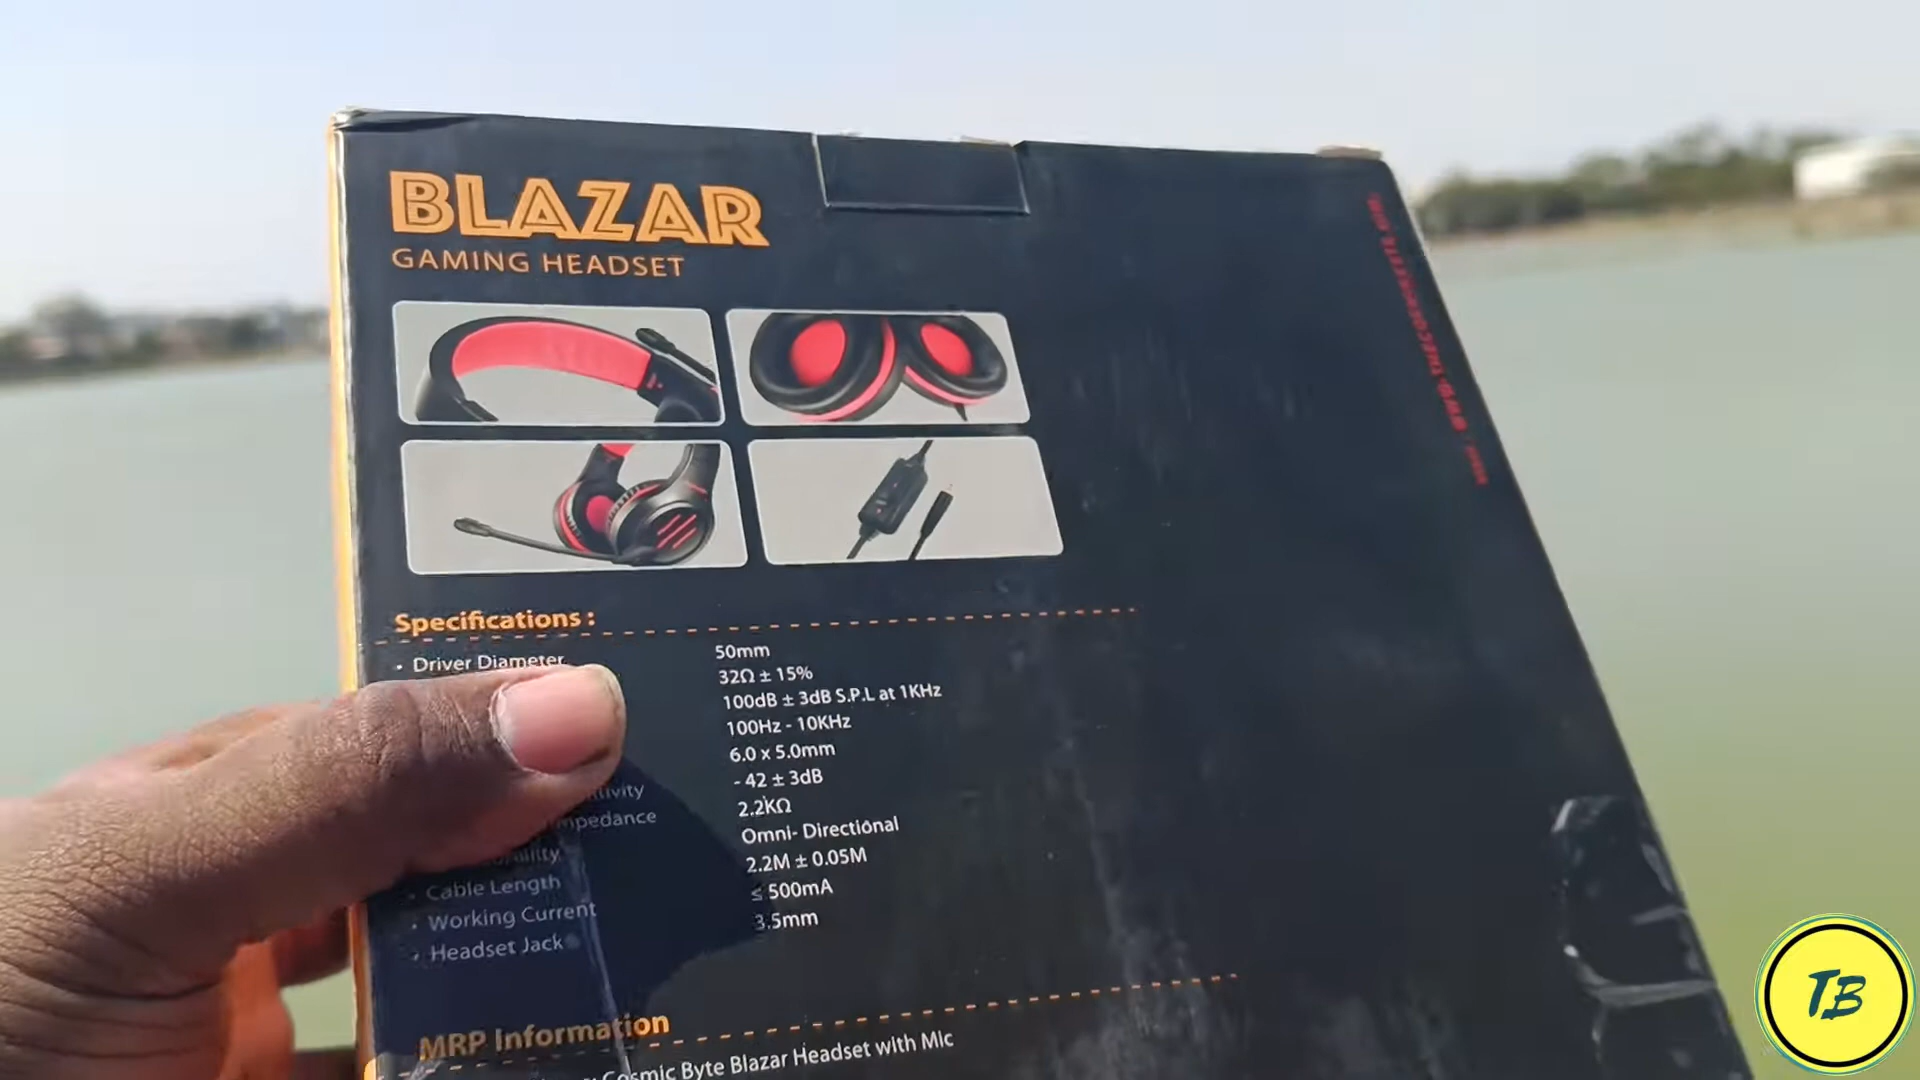 BLAZAR
GAMING HEADSET
Specifications :
• Driver Diameter 50mm
32Ω ± 15%
100dB ± 3dB S.P.L at 1KHz
100Hz - 10KHz
6.0 x 5.0mm
- 42 ± 3dB
mpedance 2.2KΩ
Omni- Directional
• Cable Length 2.2M ± 0.05M
• Working Current ≤ 500mA
• Headset Jack 3.5mm
MRP Information
Cosmic Byte Blazar Headset with Mic
TB